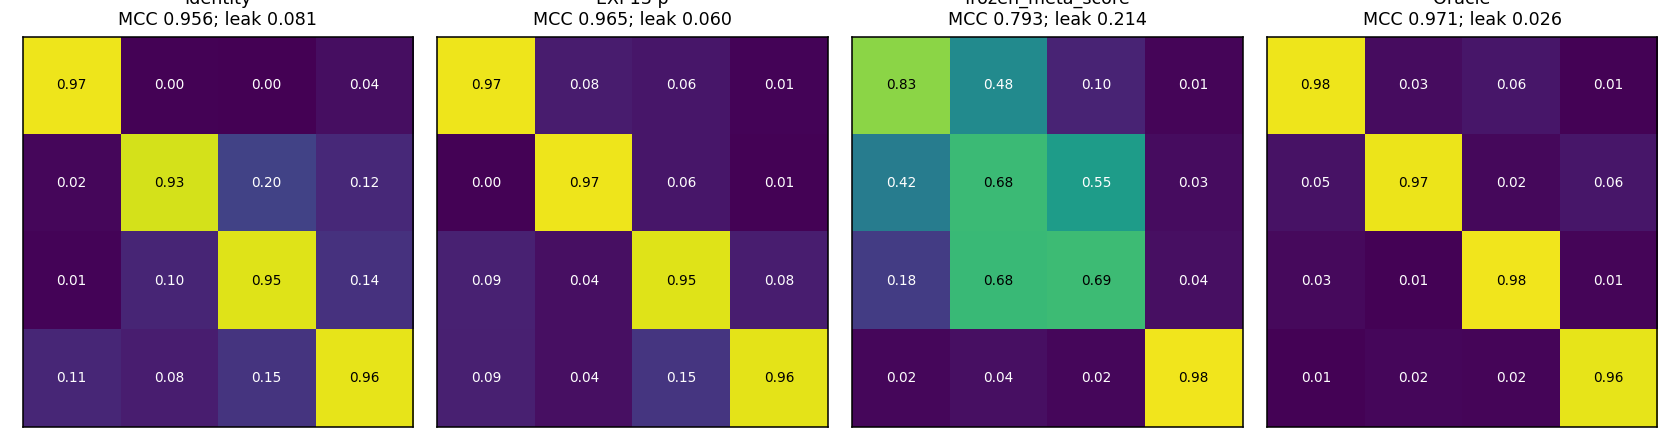 Identity
MCC 0.956; leak 0.081
0.97 0.00 0.00 0.04
0.02 0.93 0.20 0.12
0.01 0.10 0.95 0.14
0.11 0.08 0.15 0.96
MCC 0.965; leak 0.060
0.97 0.08 0.06 0.01
0.00 0.97 0.06 0.01
0.09 0.04 0.95 0.08
0.09 0.04 0.15 0.96
frozen_meta_score
MCC 0.793; leak 0.214
0.83 0.48 0.10 0.01
0.42 0.68 0.55 0.03
0.18 0.68 0.69 0.04
0.02 0.04 0.02 0.98
Oracle
MCC 0.971; leak 0.026
0.98 0.03 0.06 0.01
0.05 0.97 0.02 0.06
0.03 0.01 0.98 0.01
0.01 0.02 0.02 0.96